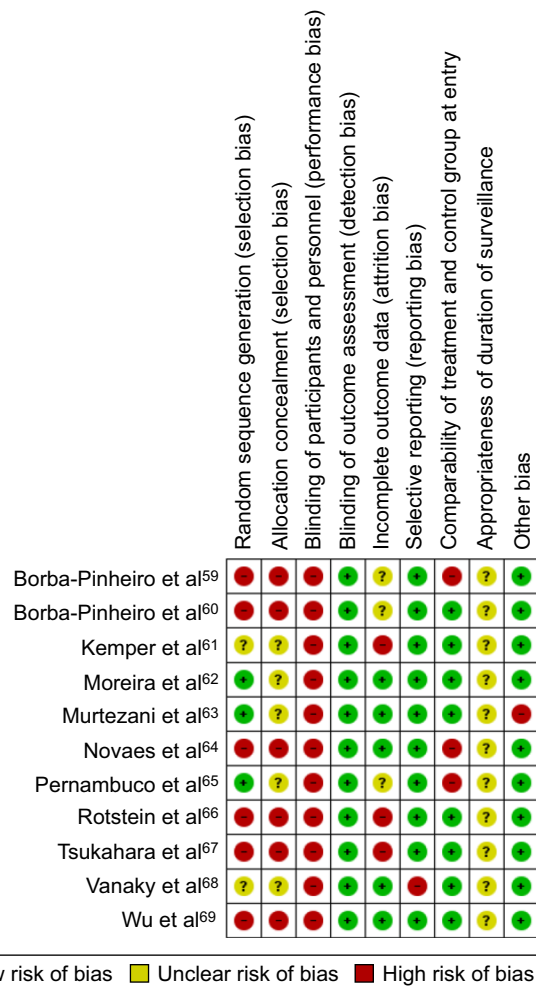 Random sequence generation (selection bias)
Allocation concealment (selection bias)
Blinding of participants and personnel (performance bias)
Blinding of outcome assessment (detection bias)
Incomplete outcome data (attrition bias)
Selective reporting (reporting bias)
Comparability of treatment and control group at entry
Appropriateness of duration of surveillance
Other bias
Borba-Pinheiro et al⁵⁹ - - - + ? + - ? +
Borba-Pinheiro et al⁶⁰ - - - + ? + + ? +
Kemper et al⁶¹ ? ? - + - + + ? +
Moreira et al⁶² + ? - + + + + ? +
Murtezani et al⁶³ + ? - + + + + ? -
Novaes et al⁶⁴ - - - + + + - ? +
Pernambuco et al⁶⁵ + ? - + ? + - ? +
Rotstein et al⁶⁶ - - - + - + + ? +
Tsukahara et al⁶⁷ - - - + - + + ? +
Vanaky et al⁶⁸ ? ? - + + - + ? +
Wu et al⁶⁹ - - - + + + + ? +
risk of bias Unclear risk of bias High risk of bias